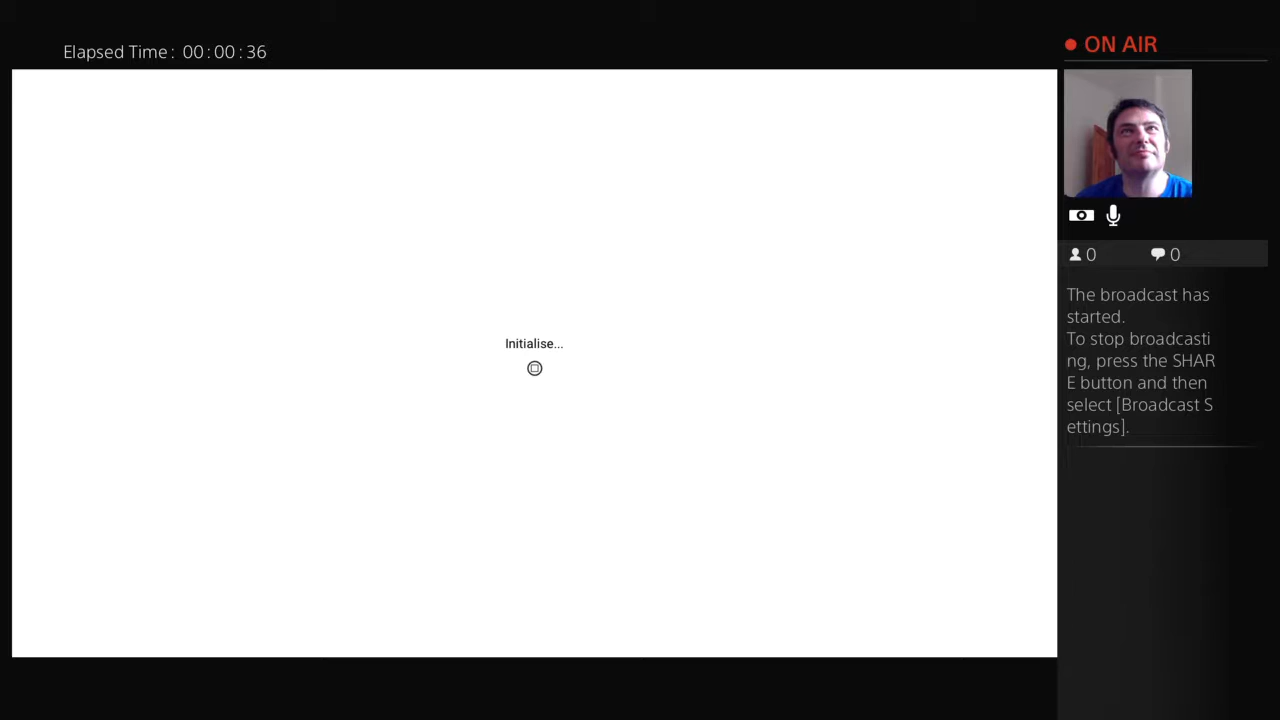 Elapsed Time: 00:00:36
ON AIR
0 0
Initialise...
The broadcast has
started.
To stop broadcasti
ng, press the SHAR
E button and then
select [Broadcast S
ettings].